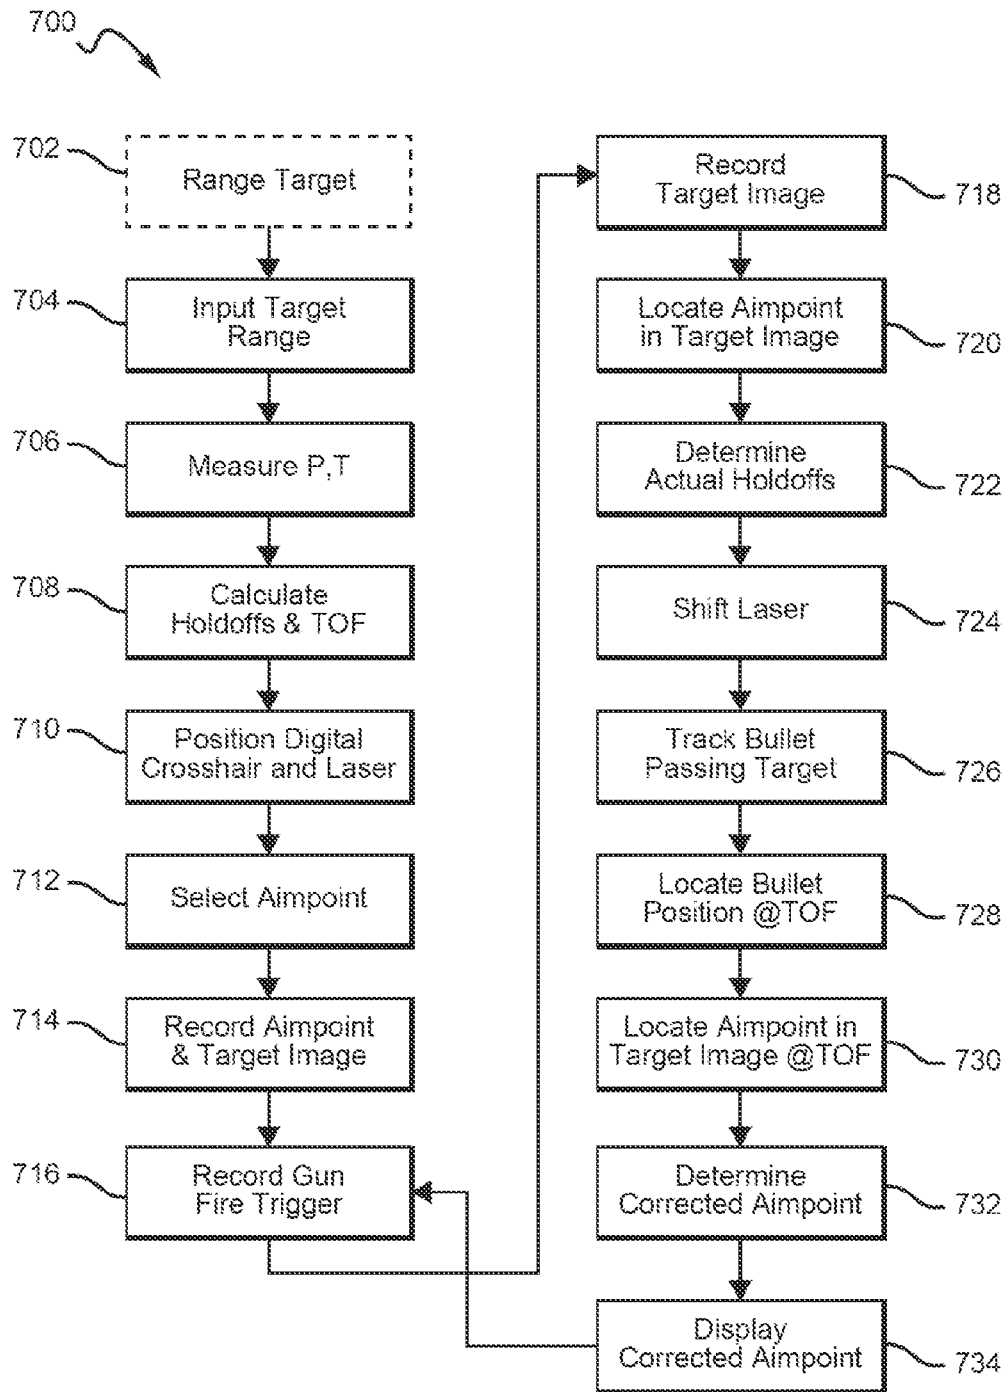 700
702
Range Target
704
Input Target
Range
706
Measure P,T
708
Calculate
Holdoffs & TOF
710
Position Digital
Crosshair and Laser
712
Select Aimpoint
714
Record Aimpoint
& Target Image
716
Record Gun
Fire Trigger
Record
Target Image
718
Locate Aimpoint
in Target Image
720
Determine
Actual Holdoffs
722
Shift Laser
724
Track Bullet
Passing Target
726
Locate Bullet
Position @TOF
728
Locate Aimpoint in
Target Image @TOF
730
Determine
Corrected Aimpoint
732
Display
Corrected Aimpoint
734